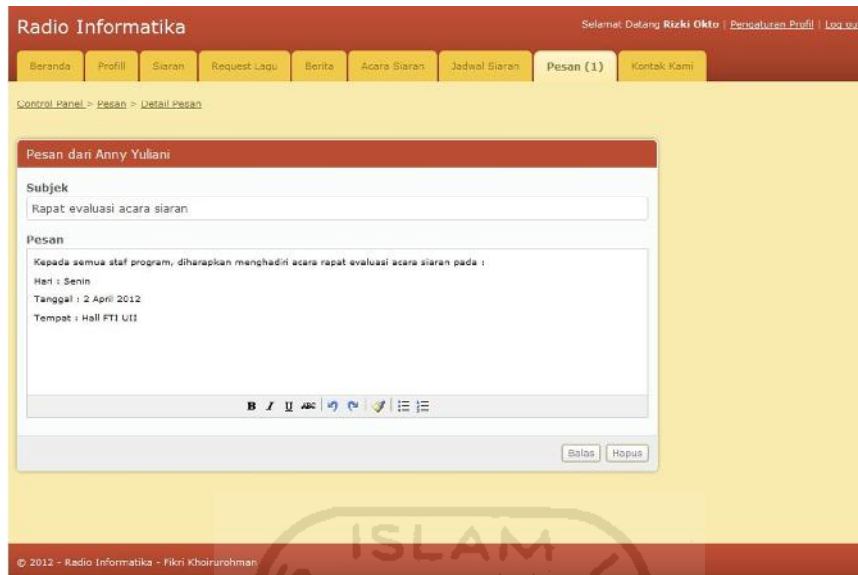 Radio Informatika
Selamat Datang Rizki Okto | Pengaturan Profil | Log ou
Beranda Profill Siaran Request Lagu Berita Acara Siaran Jadwal Siaran Pesan (1) Kontak Kami
Control Panel > Pesan > Detail Pesan
Pesan dari Anny Yuliani
Subjek
Rapat evaluasi acara siaran
Pesan
Kepada semua staf program, diharapkan menghadiri acara rapat evaluasi acara siaran pada :
Hari : Senin
Tanggal : 2 April 2012
Tempat : Hall FTI UII
B I U ABC
Balas Hapus
ISLAM
© 2012 - Radio Informatika - Fikri Khoirurohman